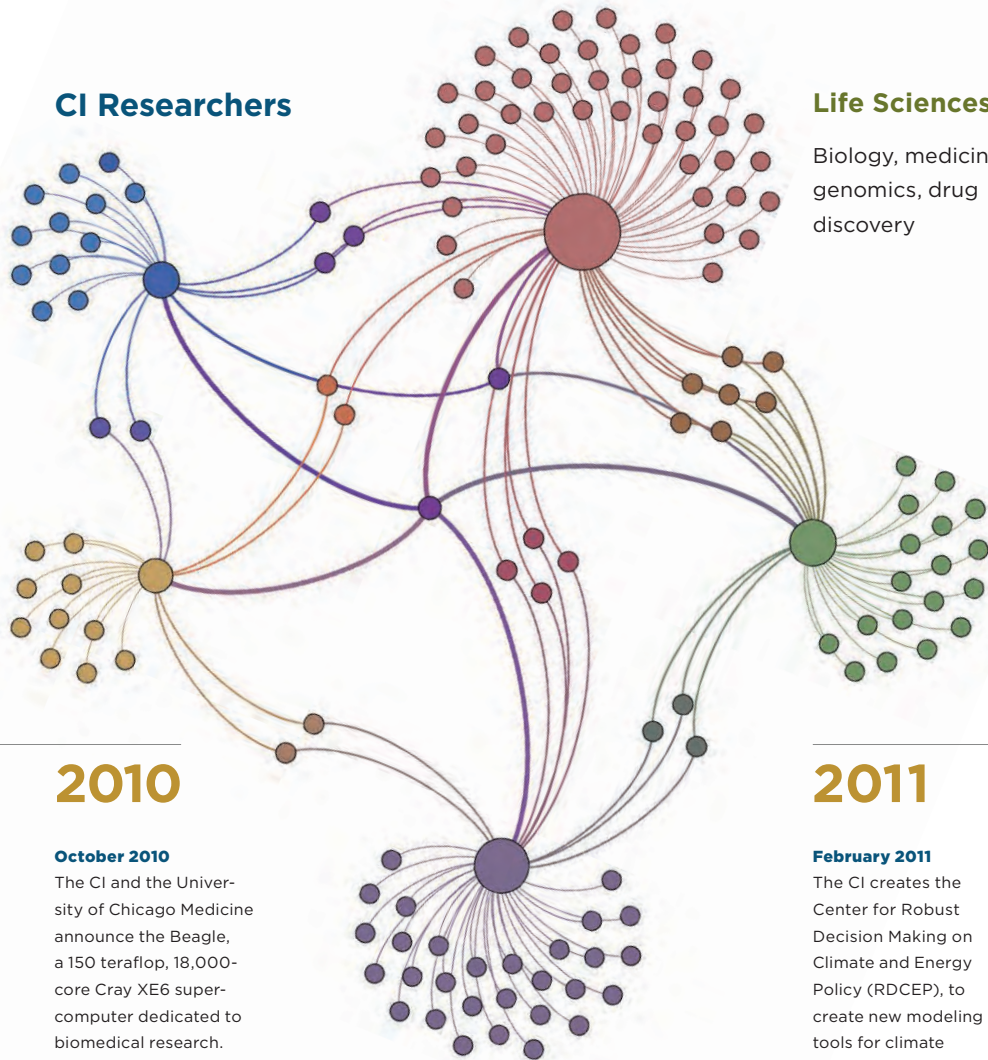 CI Researchers
Life Sciences
Biology, medicin
genomics, drug
discovery
2010
October 2010
The CI and the Univer-
sity of Chicago Medicine
announce the Beagle,
a 150 teraflop, 18,000-
core Cray XE6 super-
computer dedicated to
biomedical research.
2011
February 2011
The CI creates the
Center for Robust
Decision Making on
Climate and Energy
Policy (RDCEP), to
create new modeling
tools for climate